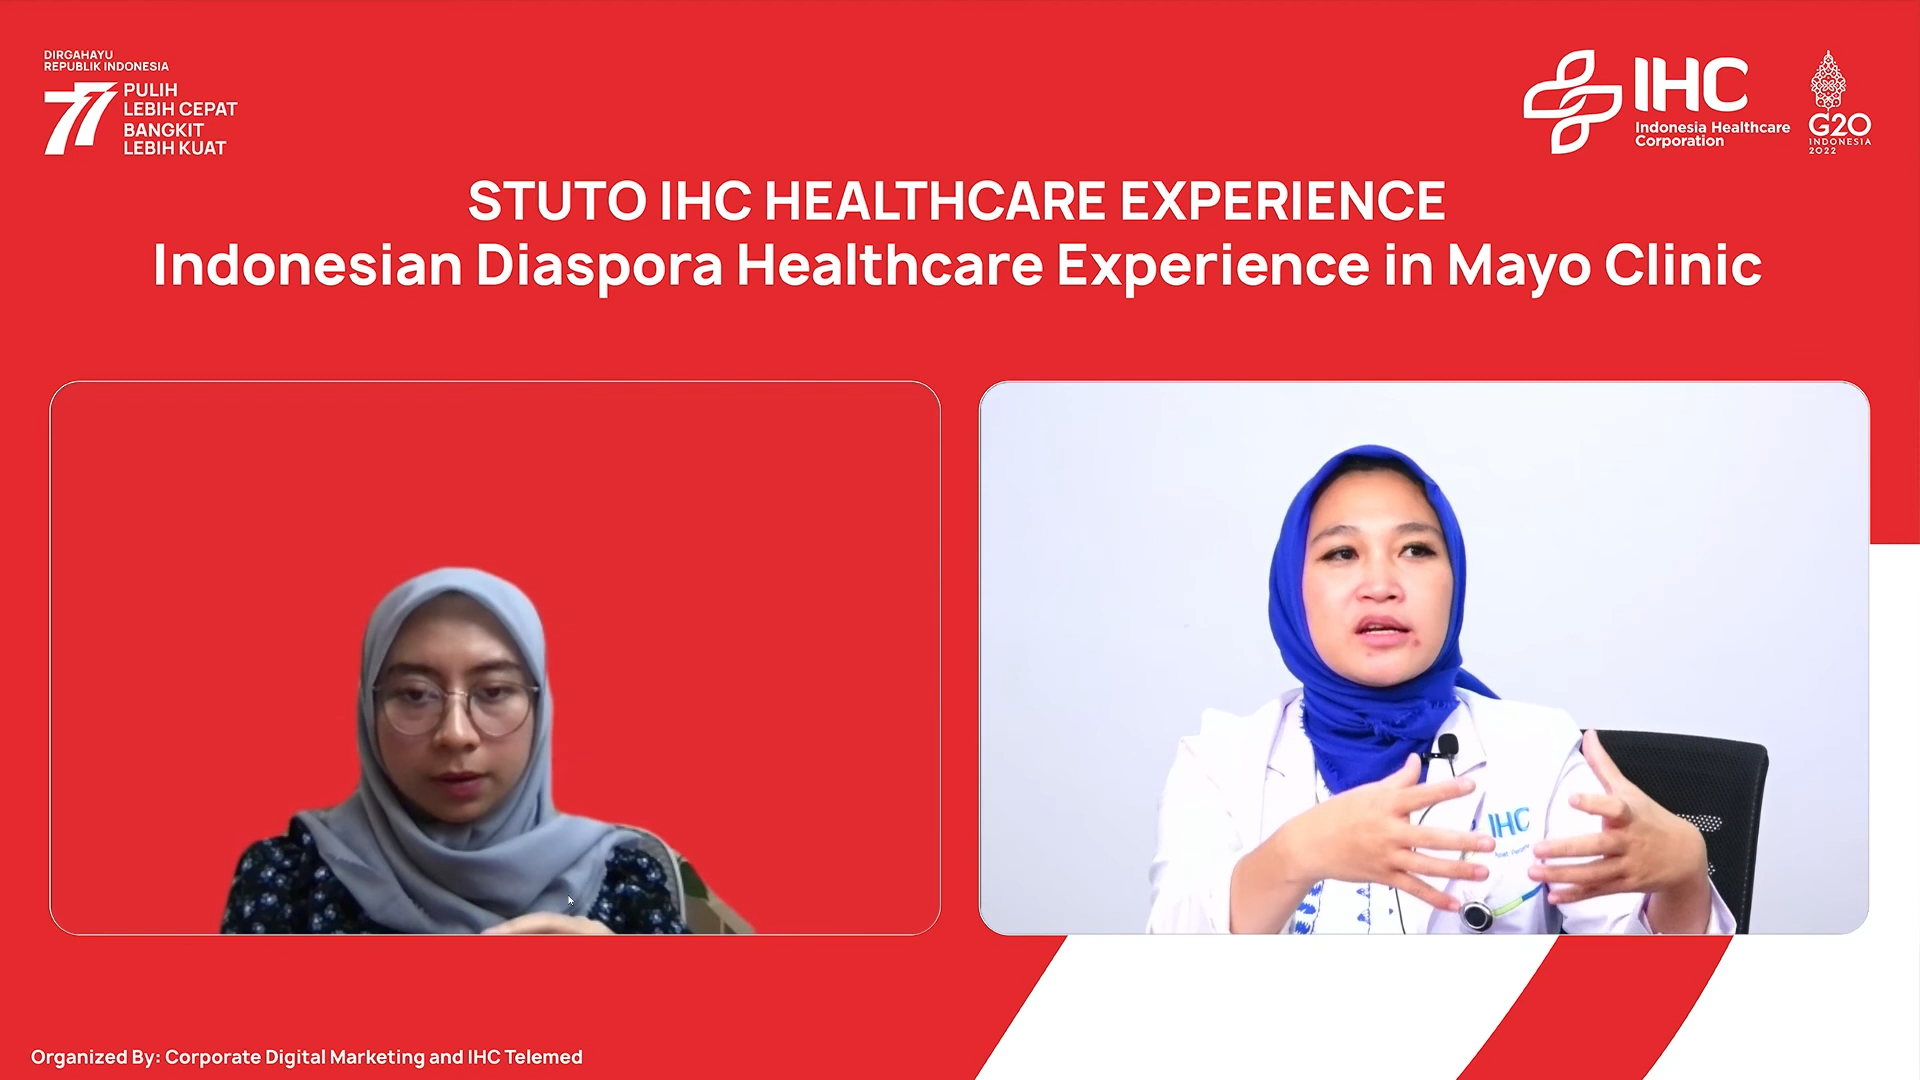 DIRGAHAYU
REPUBLIK INDONESIA
77
PULIH
LEBIH CEPAT
BANGKIT
LEBIH KUAT
IHC
Indonesia Healthcare
Corporation
G20
INDONESIA
2022
STUTO IHC HEALTHCARE EXPERIENCE
Indonesian Diaspora Healthcare Experience in Mayo Clinic
IHC
Organized By: Corporate Digital Marketing and IHC Telemed